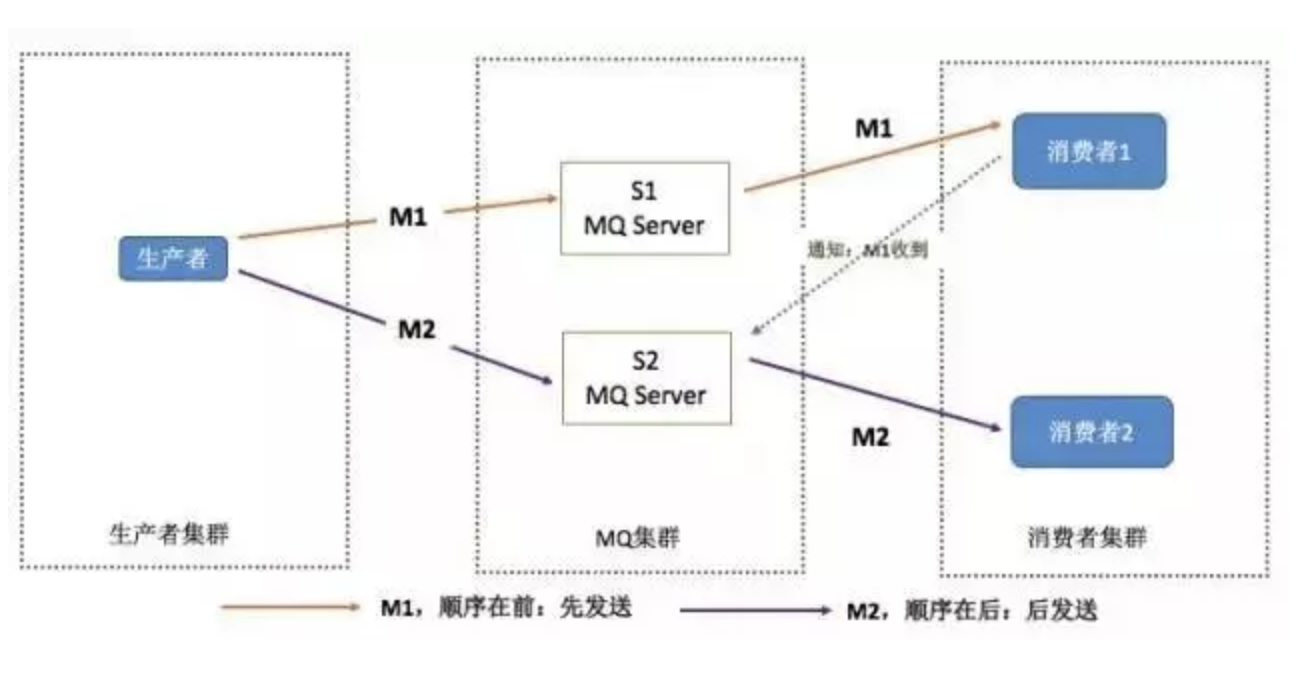 M1
消费者1
S1
MQ Server
M1
生产者
通知：M1收到
M2
S2
MQ Server
M2
消费者2
生产者集群
MQ集群
消费者集群
M1，顺序在前：先发送
M2，顺序在后：后发送